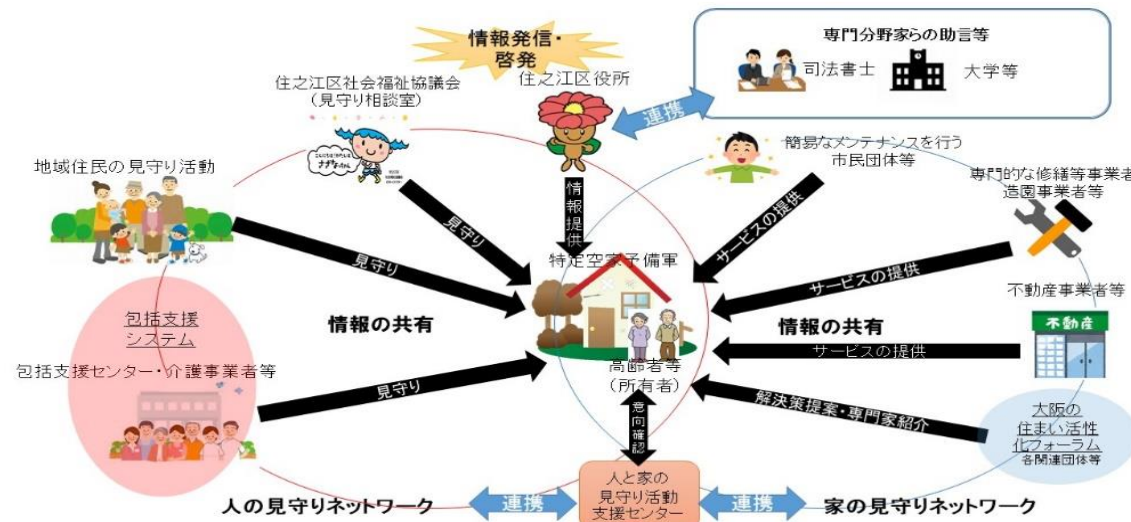 情報発信・
啓発
専門分野家らの助言等
司法書士
大学等
住之江区社会福祉協議会
（見守り相談室）
住之江区役所
連携
地域住民の見守り活動
簡易なメンテナンスを行う
市民団体等
専門的な修繕等事業者
造園事業者等
見守り
情報提供
サービスの提供
見守り
特定空家予備軍
サービスの提供
不動産事業者等
包括支援
システム
情報の共有
情報の共有
不動産
サービスの提供
包括支援センター・介護事業者等
見守り
高齢者等
（所有者）
解決策提案・専門家紹介
意向確認
大阪の
住まい活性
化フォーラム
各関連団体等
人と家の
見守り活動
支援センター
人の見守りネットワーク
連携
連携
家の見守りネットワーク